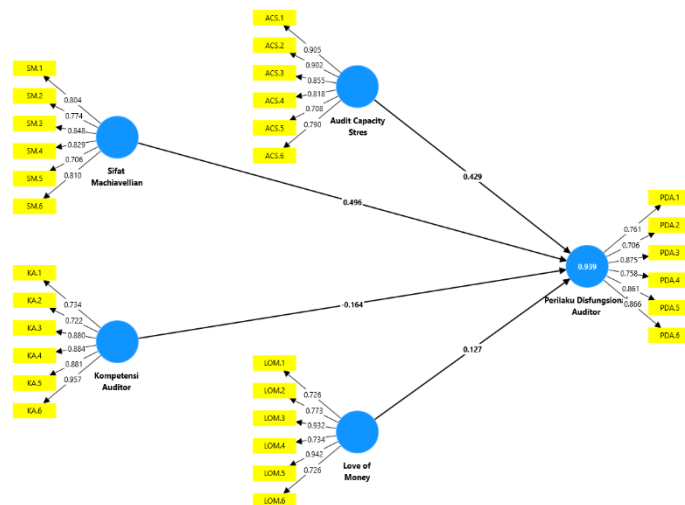 ACS.1
ACS.2
ACS.3
ACS.4
ACS.5
ACS.6
0.905
0.902
0.855
0.818
0.708
0.790
Audit Capacity
Stres
SM.1
SM.2
SM.3
SM.4
SM.5
SM.6
0.804
0.774
0.848
0.829
0.706
0.810
Sifat
Machiavellian
0.429
0.496
PDA.1
PDA.2
PDA.3
PDA.4
PDA.5
PDA.6
0.761
0.706
0.875
0.758
0.861
0.866
0.939
Perilaku Disfungsion
Auditor
KA.1
KA.2
KA.3
KA.4
KA.5
KA.6
0.734
0.722
0.880
0.884
0.881
0.957
Kompetensi
Auditor
-0.164
0.127
LOM.1
LOM.2
LOM.3
LOM.4
LOM.5
LOM.6
0.726
0.773
0.932
0.734
0.942
0.726
Love of
Money